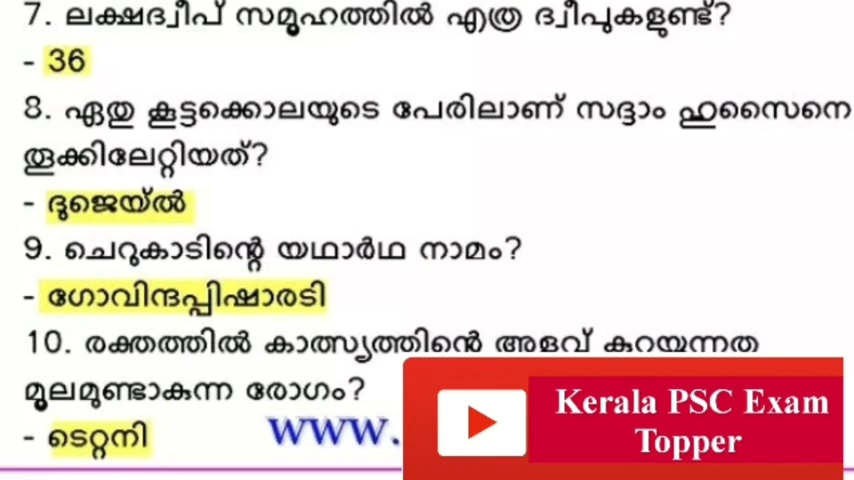 7. ലക്ഷദ്വീപ് സമൂഹത്തിൽ എത്ര ദ്വീപുകളുണ്ട്?
- 36
8. ഏതു കൂട്ടക്കൊലയുടെ പേരിലാണ് സദ്ദാം ഹുസൈനെ
തൂക്കിലേറ്റിയത്?
- ദുജെയ്ൽ
9. ചെറുകാടിന്റെ യഥാർഥ നാമം?
- ഗോവിന്ദപ്പിഷാരടി
10. രക്തത്തിൽ കാത്സ്യത്തിന്റെ അളവ് കുറയുന്നത
മൂലമുണ്ടാകുന്ന രോഗം?
- ടെറ്റനി
www.
Kerala PSC Exam
Topper